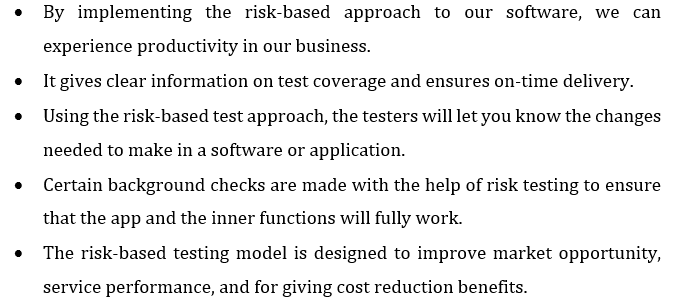 • By implementing the risk-based approach to our software, we can
experience productivity in our business.
• It gives clear information on test coverage and ensures on-time delivery.
• Using the risk-based test approach, the testers will let you know the changes
needed to make in a software or application.
• Certain background checks are made with the help of risk testing to ensure
that the app and the inner functions will fully work.
• The risk-based testing model is designed to improve market opportunity,
service performance, and for giving cost reduction benefits.